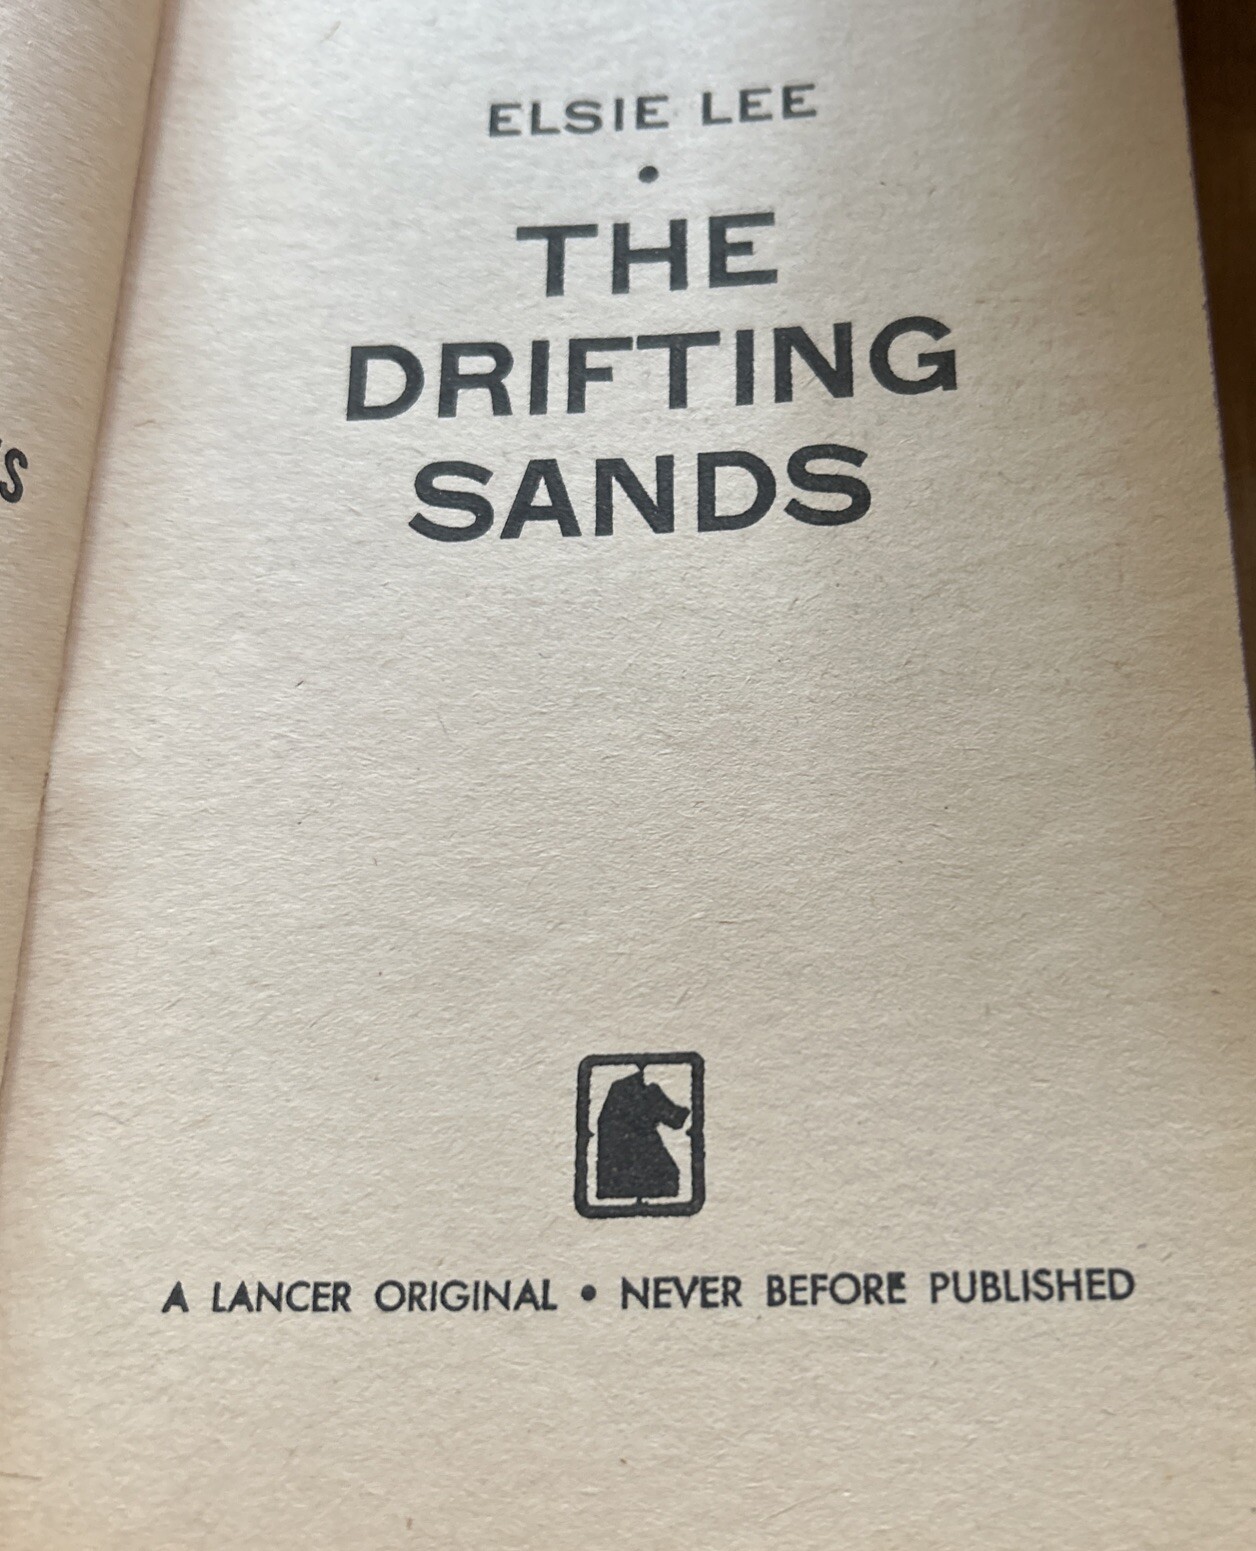 ELSIE LEE
•
THE
DRIFTING
SANDS
A LANCER ORIGINAL • NEVER BEFORE PUBLISHED